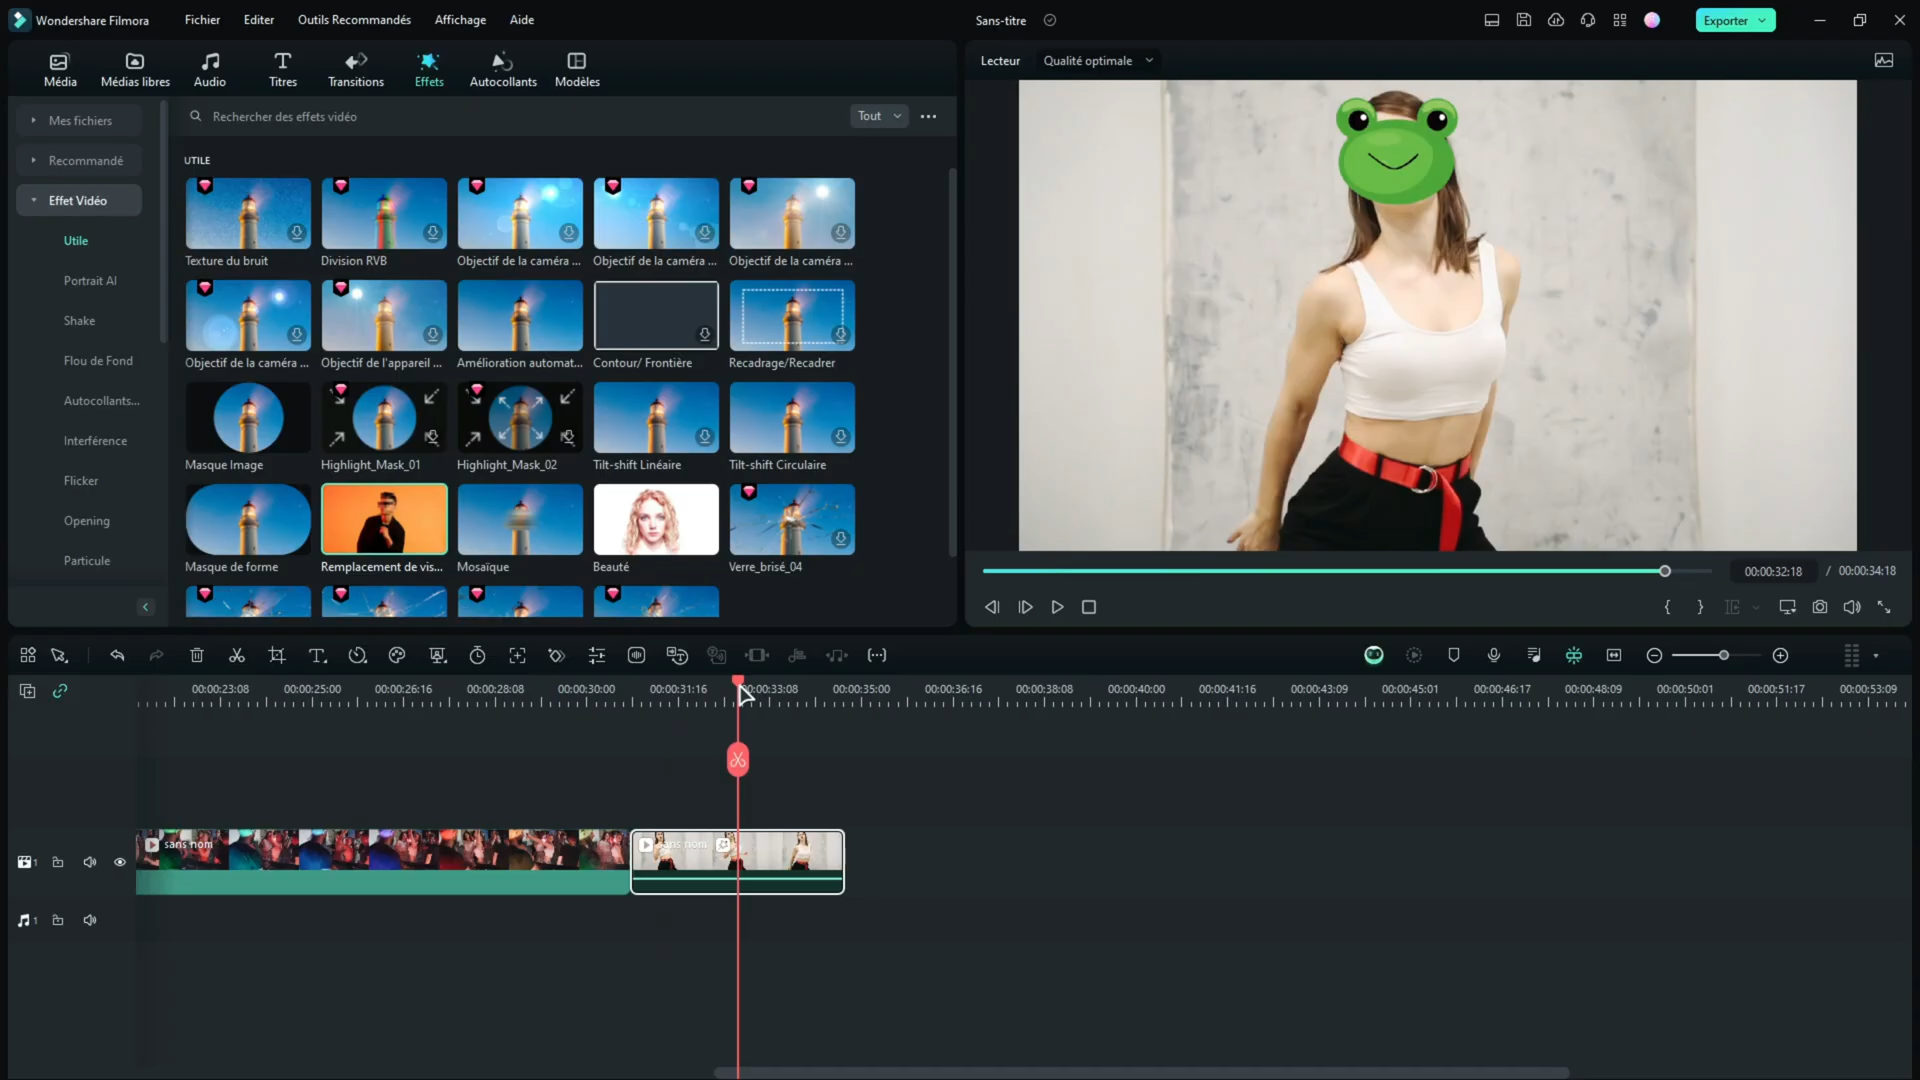 Wondershare Filmora
Fichier
Editer
Outils Recommandés
Affichage
Aide
Sans-titre
Exporter
Média
Médias libres
Audio
Titres
Transitions
Effets
Autocollants
Modèles
Lecteur
Qualité optimale
Mes fichiers
Recommandé
Effet Vidéo
Utile
Portrait AI
Shake
Flou de Fond
Autocollants...
Interférence
Flicker
Opening
Particule
Rechercher des effets vidéo
Tout
UTILE
Texture du bruit
Division RVB
Objectif de la caméra ...
Objectif de la caméra ...
Objectif de la caméra ...
Objectif de la caméra ...
Objectif de l'appareil ...
Amélioration automat...
Contour/ Frontière
Recadrage/Recadrer
Masque Image
Highlight_Mask_01
Highlight_Mask_02
Tilt-shift Linéaire
Tilt-shift Circulaire
Masque de forme
Remplacement de vis...
Mosaïque
Beauté
Verre_brisé_04
00:00:32:18 / 00:00:34:18
00:00:23:08
00:00:25:00
00:00:26:16
00:00:28:08
00:00:30:00
00:00:31:16
00:00:33:08
00:00:35:00
00:00:36:16
00:00:38:08
00:00:40:00
00:00:41:16
00:00:43:09
00:00:45:01
00:00:46:17
00:00:48:09
00:00:50:01
00:00:51:17
00:00:53:09
sans nom
sans nom
1
1